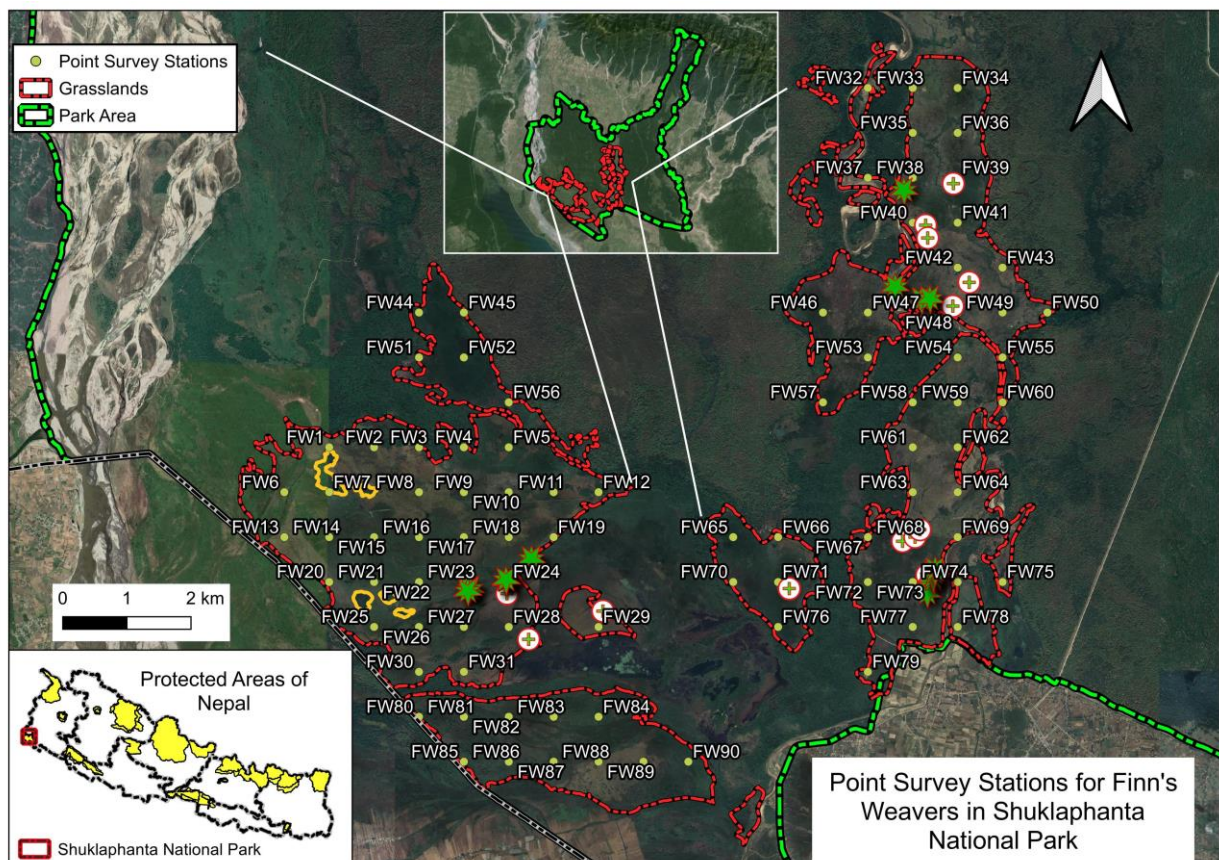 Point Survey Stations
Grasslands
Park Area
FW32 FW33 FW34
FW35 FW36
FW37 FW38 FW39
FW40 FW41
FW42 FW43
FW44 FW45 FW46 FW47 FW49 FW50
FW48
FW51 FW52 FW53 FW54 FW55
FW56 FW57 FW58 FW59 FW60
FW1 FW2 FW3 FW4 FW5 FW61 FW62
FW6 FW7 FW8 FW9 FW11 FW12 FW63 FW64
FW10
FW13 FW14 FW16 FW18 FW19 FW65 FW66 FW68 FW69
FW15 FW17 FW67
FW20 FW21 FW23 FW24 FW70 FW71 FW74 FW75
FW22 FW72 FW73
0 1 2 km
FW25 FW27 FW28 FW29 FW76 FW77 FW78
FW26
FW30 FW31 FW79
FW80 FW81 FW83 FW84
FW82
FW85 FW86 FW88 FW90
FW87 FW89
Protected Areas of
Nepal
Shuklaphanta National Park
Point Survey Stations for Finn's
Weavers in Shuklaphanta
National Park